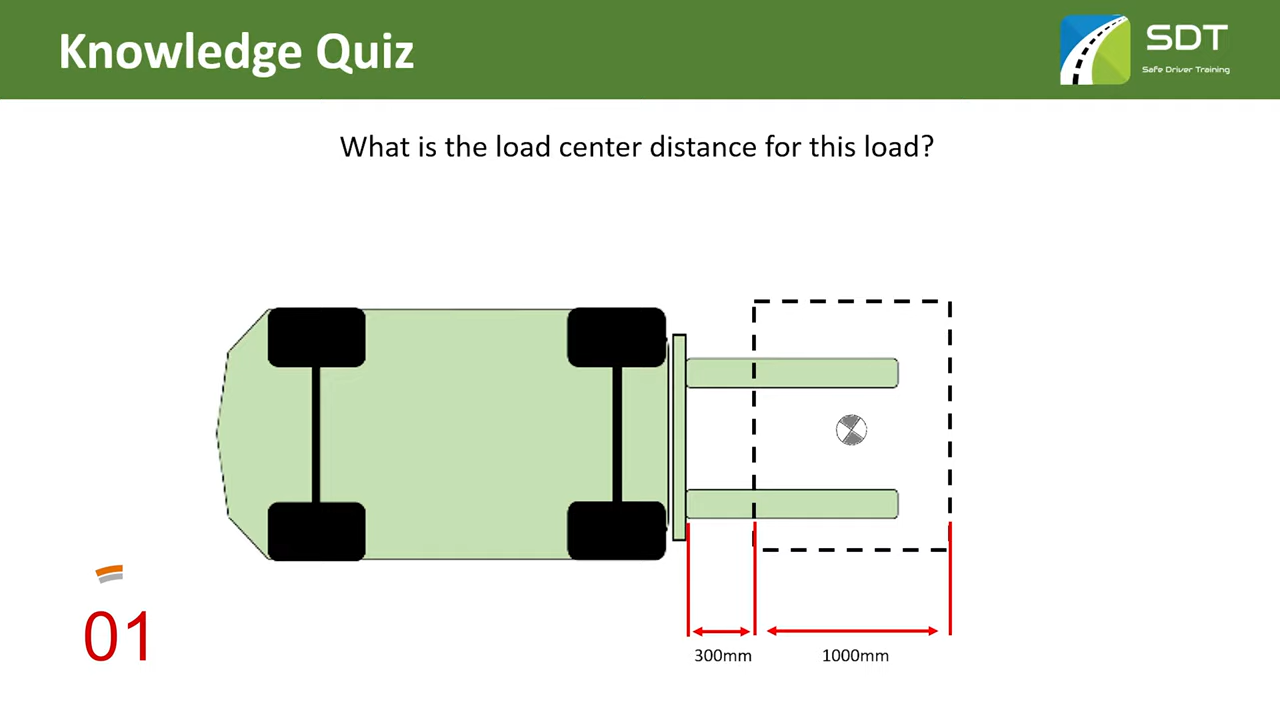 Knowledge Quiz
SDT
Safe Driver Training
What is the load center distance for this load?
01
300mm
1000mm